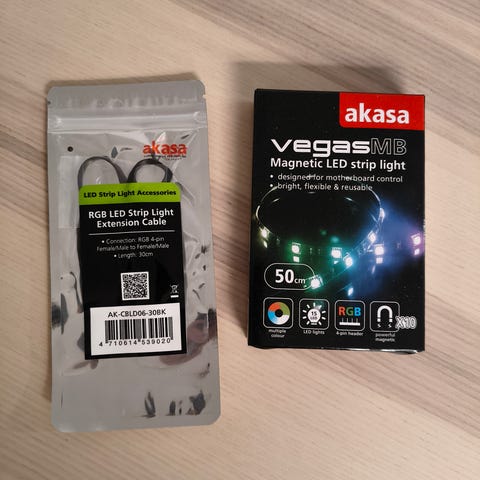 akasa
LED Strip Light Accessories
RGB LED Strip Light
Extension Cable
• Connection: RGB 4-pin
Female/Male to Female/Male
• Length: 30cm
AK-CBLD06-30BK
4 710614 539020
akasa
vegasMB
Magnetic LED strip light
• designed for motherboard control
• bright, flexible & reusable
50cm
15
LED
RGB
multiple
colour
LED lights
4-pin header
powerful
magnetic